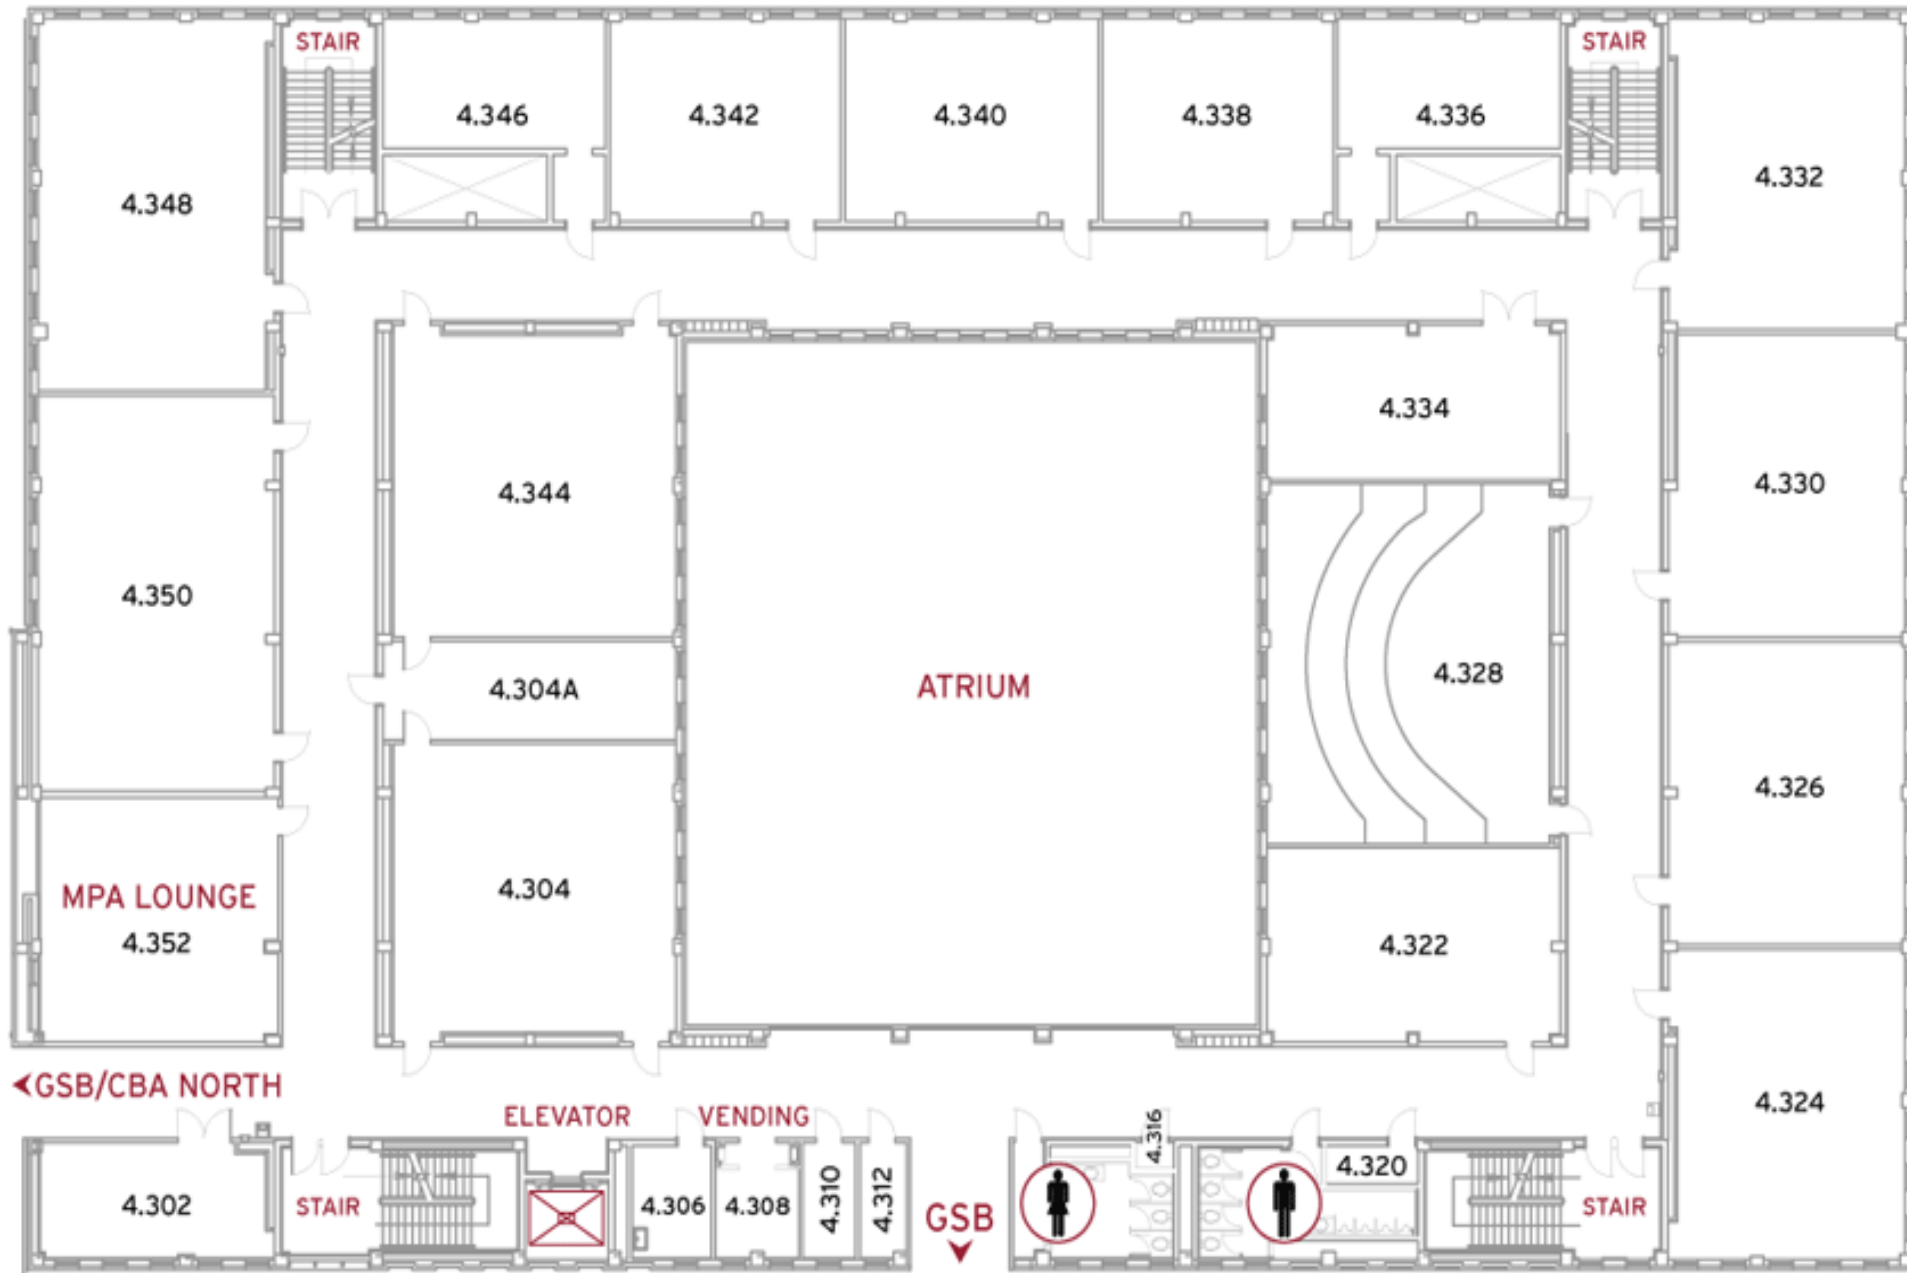 STAIR
STAIR
4.346
4.342
4.340
4.338
4.336
4.348
4.332
4.334
4.344
4.330
4.350
4.328
4.304A
ATRIUM
4.326
MPA LOUNGE
4.352
4.304
4.322
GSB/CBA NORTH
ELEVATOR
VENDING
4.316
4.324
4.302
STAIR
4.306
4.308
4.310
4.312
GSB
4.320
STAIR